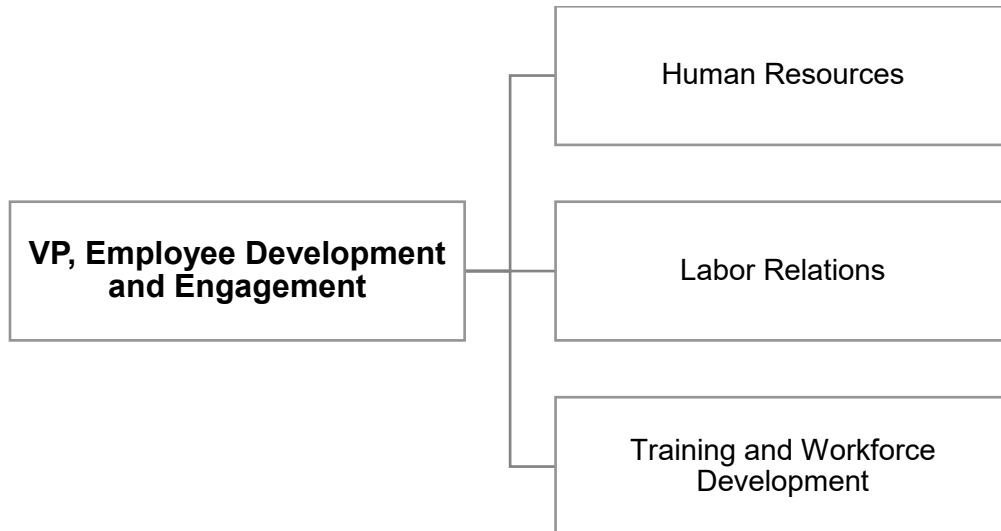 Human Resources
VP, Employee Development
and Engagement
Labor Relations
Training and Workforce
Development